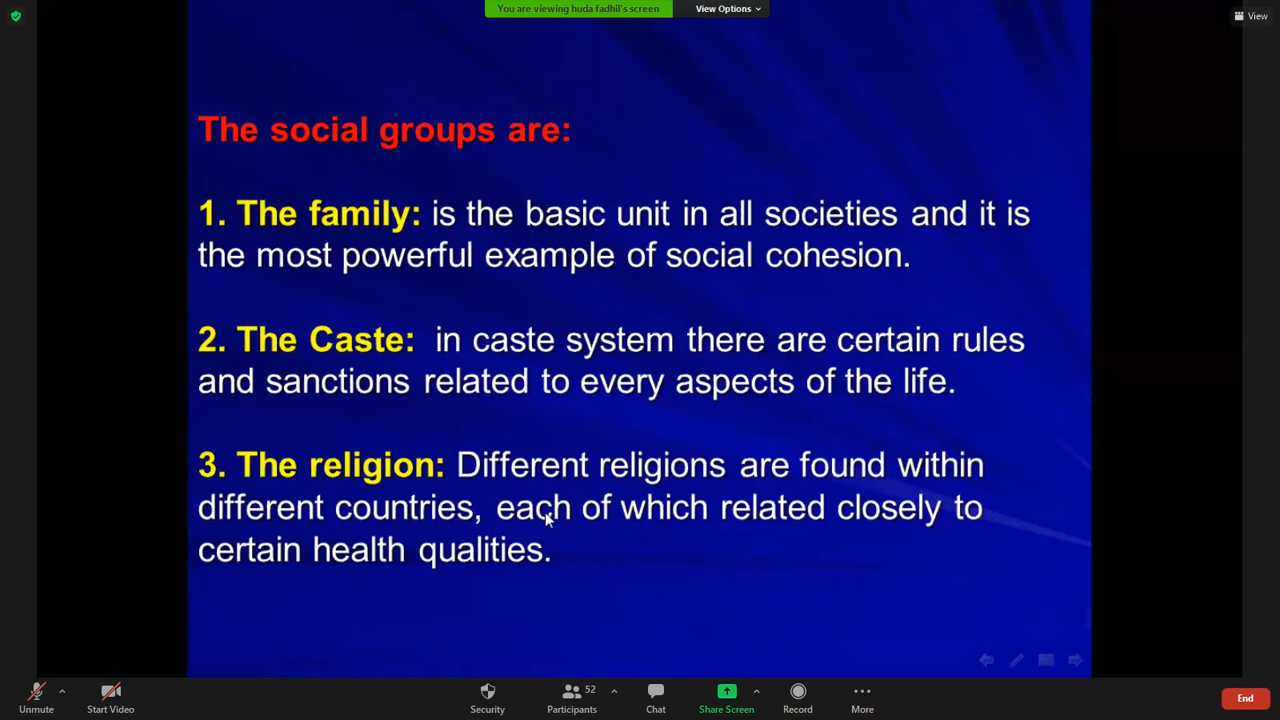 You are viewing huda fadhil's screen
View Options
View
The social groups are:
1. The family: is the basic unit in all societies and it is
the most powerful example of social cohesion.
2. The Caste: in caste system there are certain rules
and sanctions related to every aspects of the life.
3. The religion: Different religions are found within
different countries, each of which related closely to
certain health qualities.
Unmute
Start Video
Security
52
Participants
Chat
Share Screen
Record
More
End